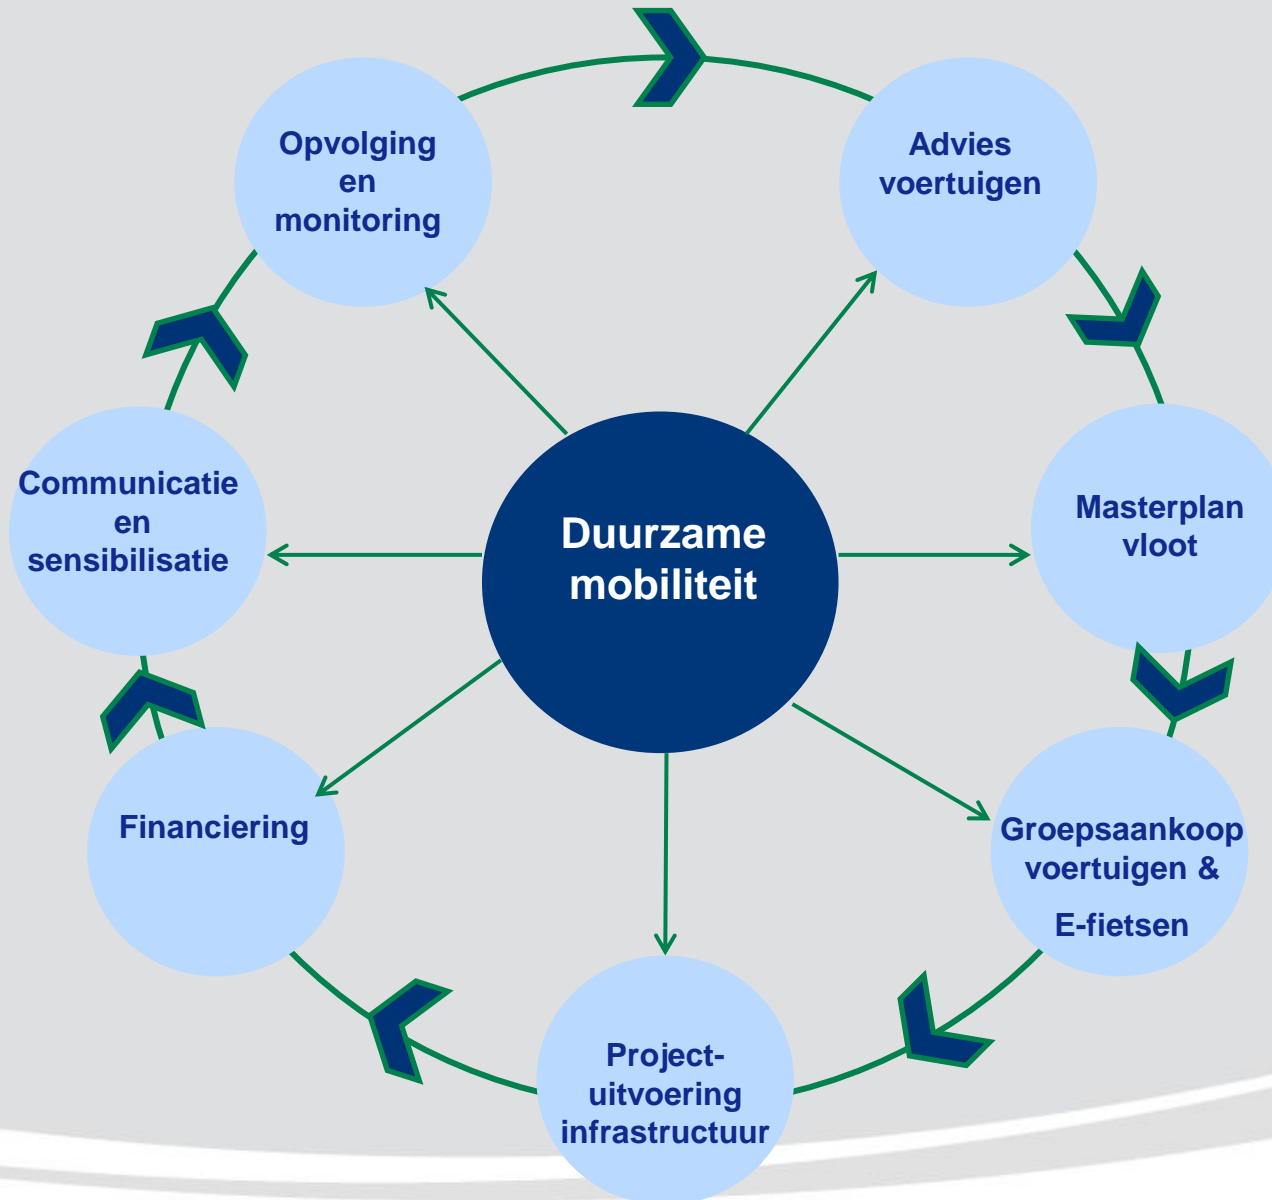 Opvolging
en
monitoring
Advies
voertuigen
Communicatie
en
sensibilisatie
Duurzame
mobiliteit
Masterplan
vloot
Financiering
Groepsaankoop
voertuigen &
E-fietsen
Project-
uitvoering
infrastructuur